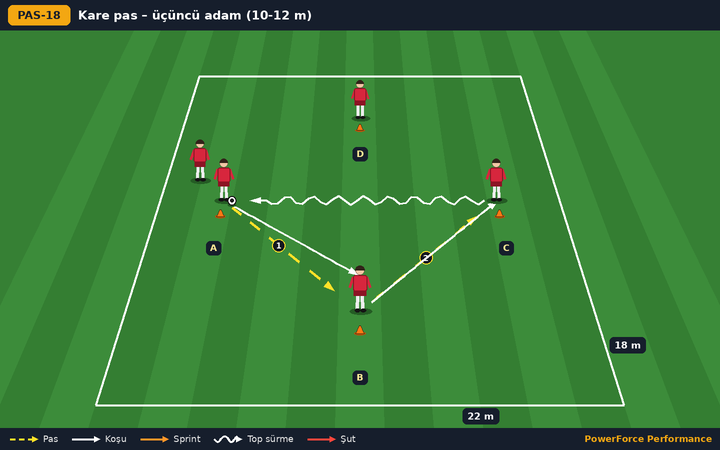 PAS-18 Kare pas – üçüncü adam (10-12 m)
D
A
1
C
2
B
18 m
22 m
Pas Koşu Sprint Top sürme Şut PowerForce Performance